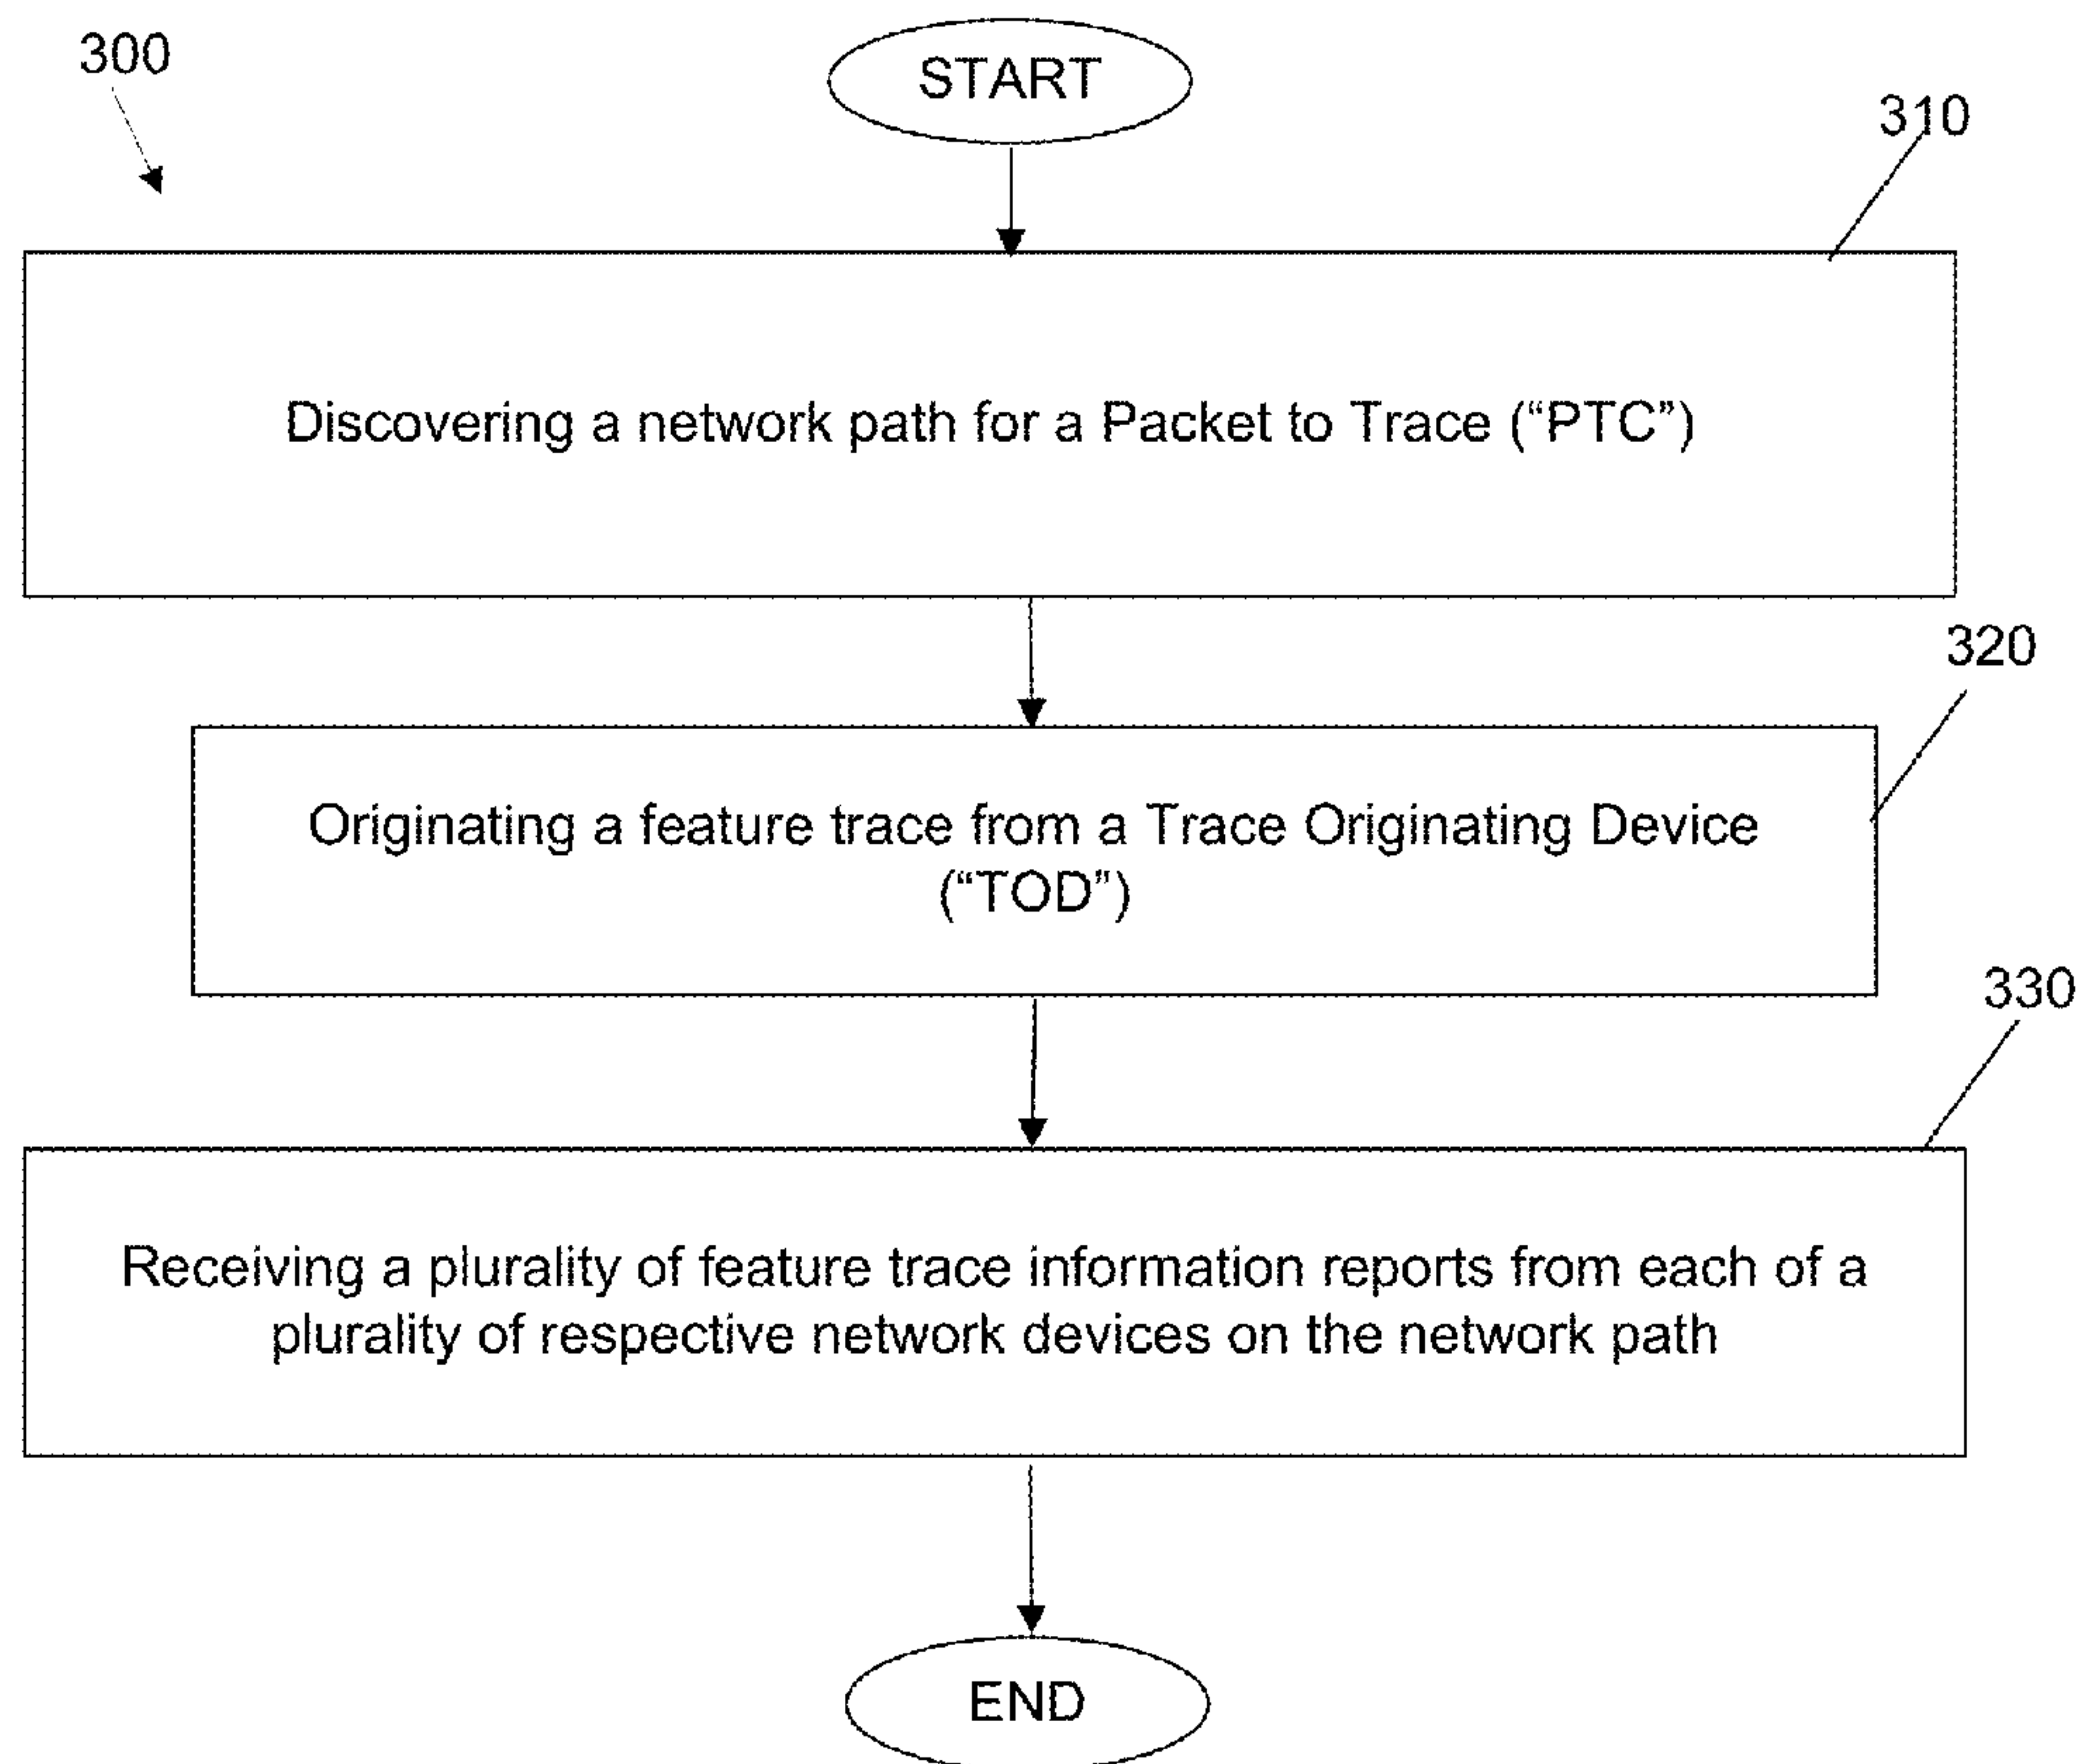 300
START
310
Discovering a network path for a Packet to Trace (“PTC”)
320
Originating a feature trace from a Trace Originating Device
(“TOD”)
330
Receiving a plurality of feature trace information reports from each of a
plurality of respective network devices on the network path
END